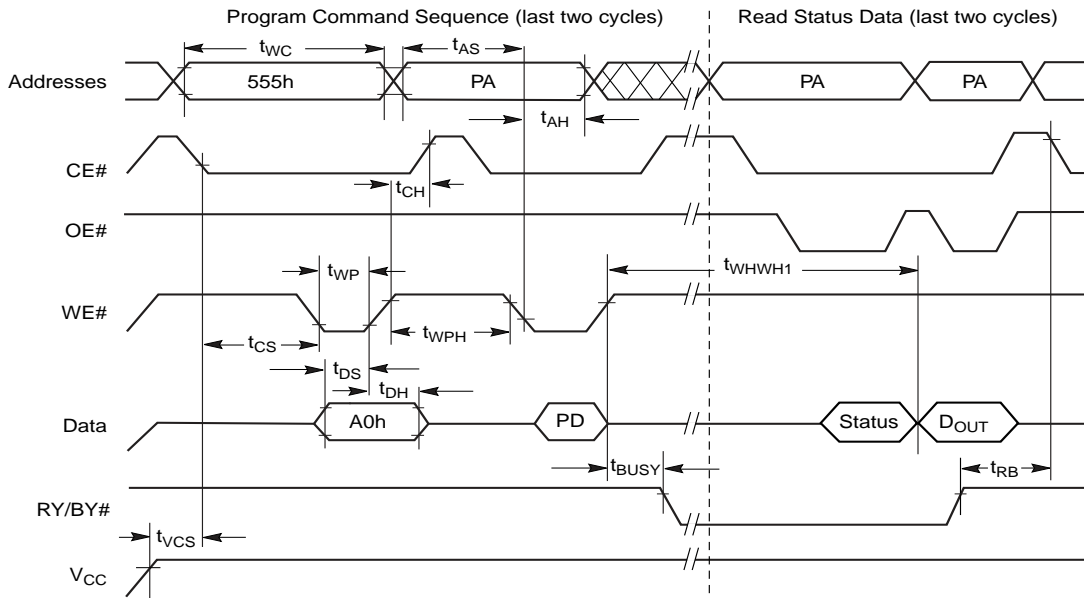 Program Command Sequence (last two cycles) Read Status Data (last two cycles)
tWC tAS
Addresses 555h PA PA PA
tAH
CE#
tCH
OE#
tWP tWHWH1
WE#
tCS tWPH
tDS
tDH
Data A0h PD Status DOUT
tBUSY tRB
RY/BY#
tVCS
VCC